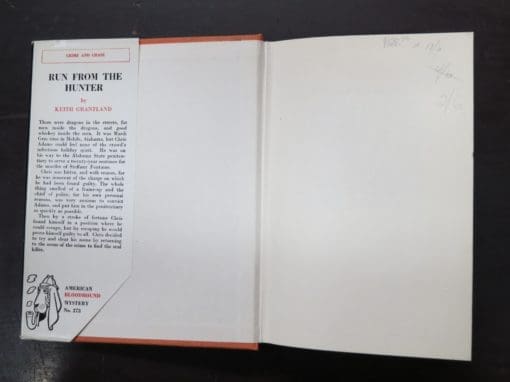 CRIME AND CHASE
RUN FROM THE
HUNTER
by
KEITH GRANTLAND
There were dragons in the streets, fat
men inside the dragons, and good
whiskey inside the men. It was Mardi
Gras time in Mobile, Alabama, but Chris
Adams could feel none of the crowd's
infectious holiday spirit. He was on
his way to the Alabama State peniten-
tiary to serve a twenty-year sentence for
the murder of Steffany Fontana.
Chris was bitter, and with reason, for
he was innocent of the charge on which
he had been found guilty. The whole
thing smelled of a frame-up and the
chief of police, for his own personal
reasons, was very anxious to convict
Adams, and put him in the penitentiary
as quickly as possible.
Then by a stroke of fortune Chris
found himself in a position where he
could escape, but by escaping he would
prove himself guilty to all. Chris decided
to try and clear his name by returning
to the scene of the crime to find the real
killer.
AMERICAN
BLOODHOUND
MYSTERY
No. 273